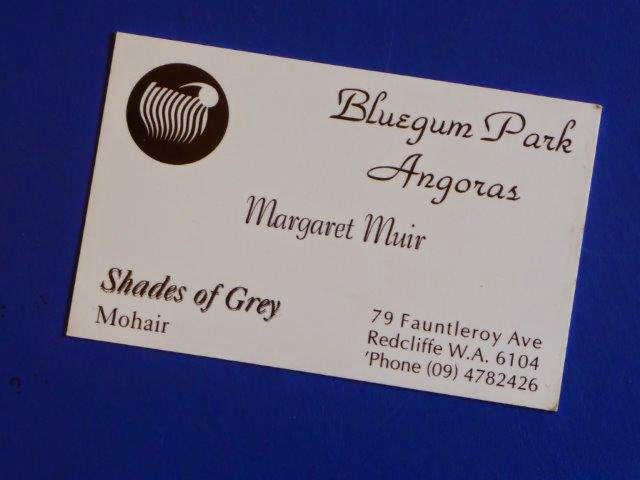 Bluegum Park
Angoras
Margaret Muir
Shades of Grey
Mohair
79 Fauntleroy Ave
Redcliffe W.A. 6104
'Phone (09) 4782426